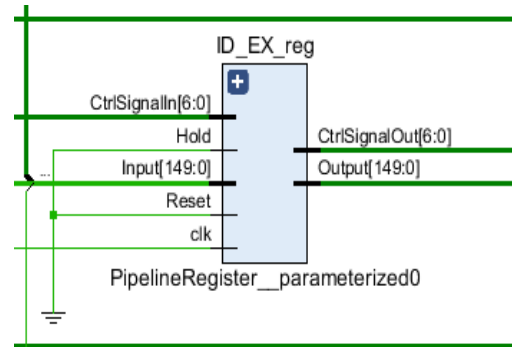 ID_EX_reg
CtrlSignalIn[6:0]
Hold
CtrlSignalOut[6:0]
Input[149:0]
Output[149:0]
...
Reset
clk
PipelineRegister__parameterized0